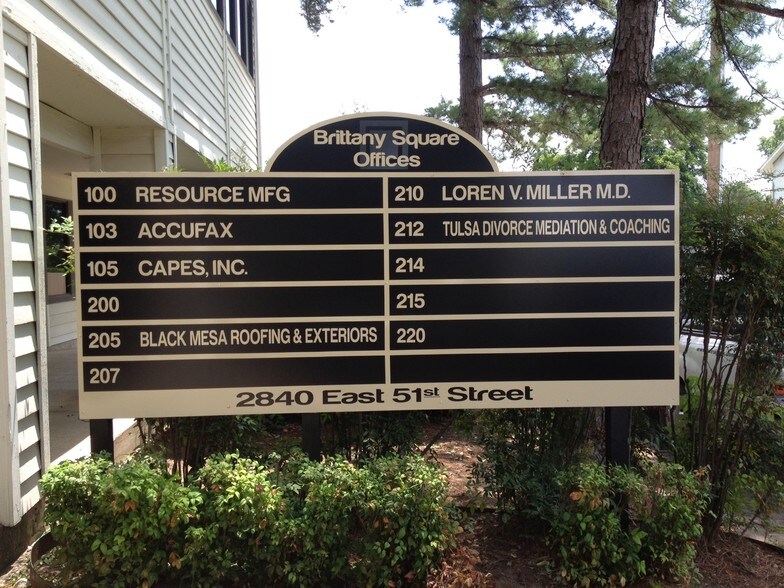 Brittany Square
Offices
100 RESOURCE MFG
103 ACCUFAX
105 CAPES, INC.
200
205 BLACK MESA ROOFING & EXTERIORS
207
210 LOREN V. MILLER M.D.
212 TULSA DIVORCE MEDIATION & COACHING
214
215
220
2840 East 51st Street